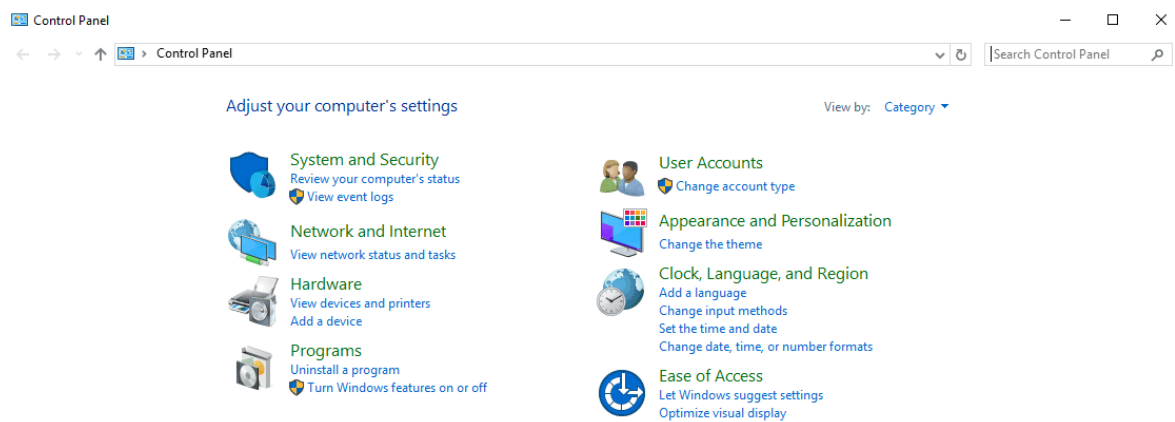 Control Panel
Control Panel
Search Control Panel
Adjust your computer's settings
View by: Category
System and Security
Review your computer's status
View event logs
Network and Internet
View network status and tasks
Hardware
View devices and printers
Add a device
Programs
Uninstall a program
Turn Windows features on or off
User Accounts
Change account type
Appearance and Personalization
Change the theme
Clock, Language, and Region
Add a language
Change input methods
Set the time and date
Change date, time, or number formats
Ease of Access
Let Windows suggest settings
Optimize visual display